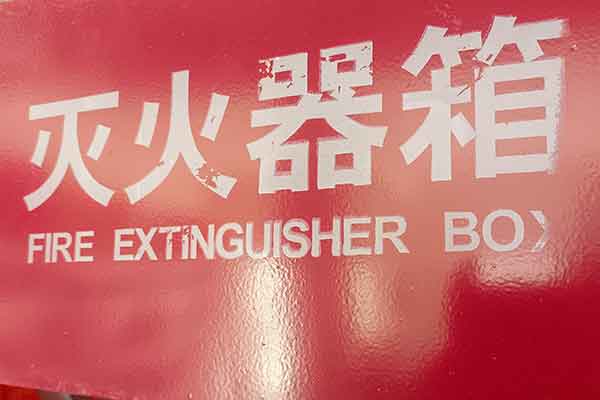 灭火器箱
FIRE EXTINGUISHER BOX